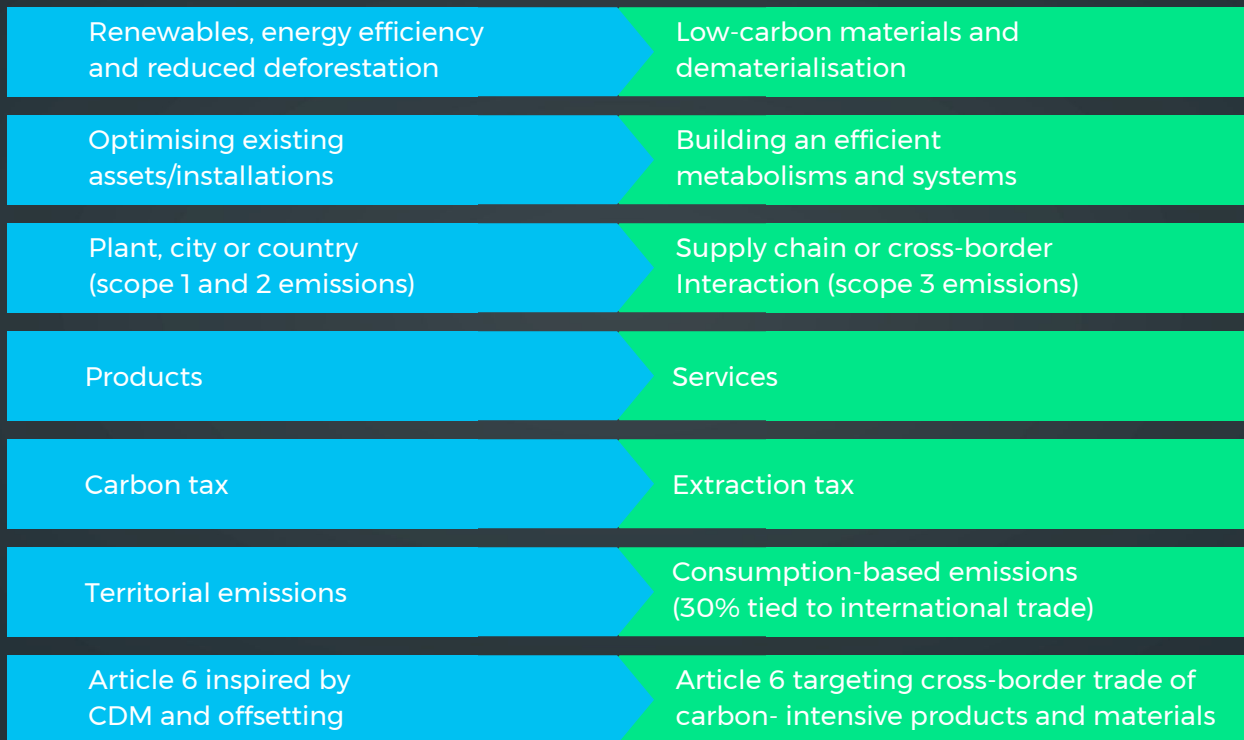 Renewables, energy efficiency
and reduced deforestation
Low-carbon materials and
dematerialisation
Optimising existing
assets/installations
Building an efficient
metabolisms and systems
Plant, city or country
(scope 1 and 2 emissions)
Supply chain or cross-border
Interaction (scope 3 emissions)
Products
Services
Carbon tax
Extraction tax
Territorial emissions
Consumption-based emissions
(30% tied to international trade)
Article 6 inspired by
CDM and offsetting
Article 6 targeting cross-border trade of
carbon- intensive products and materials